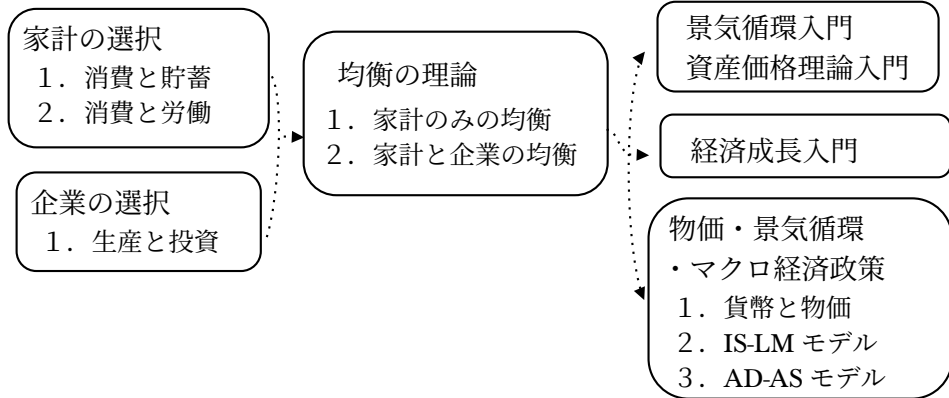 家計の選択
１．消費と貯蓄
２．消費と労働
企業の選択
１．生産と投資
均衡の理論
１．家計のみの均衡
２．家計と企業の均衡
景気循環入門
資産価格理論入門
経済成長入門
物価・景気循環
・マクロ経済政策
１．貨幣と物価
２．IS-LM モデル
３．AD-AS モデル